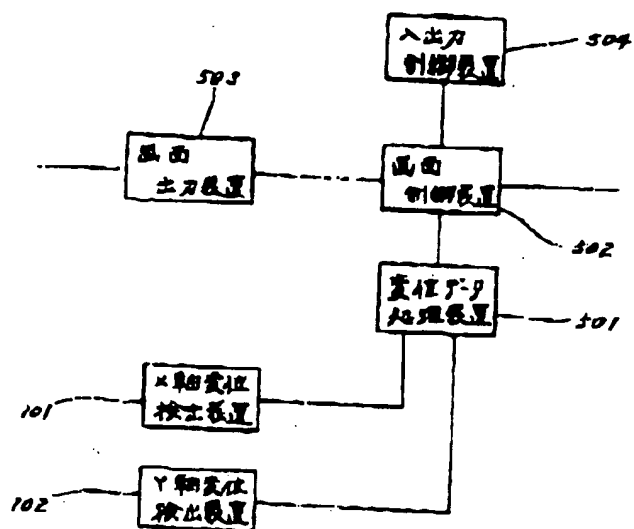 入出力
制御装置
504
503
画面
出力装置
画面
制御装置
502
変位データ
処理装置
501
X軸変位
検出装置
101
Y軸変位
検出装置
102